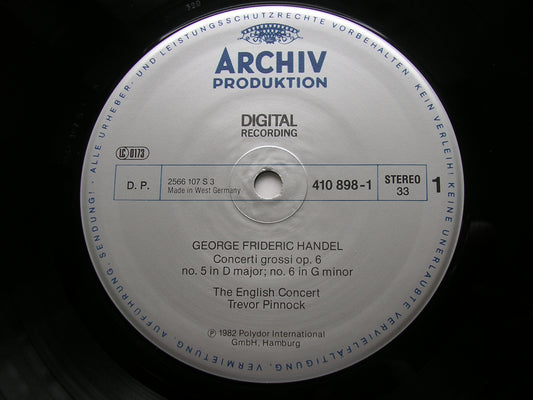 ALLE URHEBER- UND LEISTUNGSSCHUTZRECHTE VORBEHALTEN · KEIN VERLEIH! KEINE UNERLAUBTE VERVIELFÄLTIGUNG, VERMIETUNG, AUFFÜHRUNG, SENDUNG! ·
ARCHIV
PRODUKTION
DIGITAL
RECORDING
LC 0173
D. P.
2566 107 S 3
Made in West Germany
410 898-1
STEREO
33
1
GEORGE FRIDERIC HANDEL
Concerti grossi op. 6
no. 5 in D major; no. 6 in G minor
The English Concert
Trevor Pinnock
Ⓟ 1982 Polydor International
GmbH, Hamburg